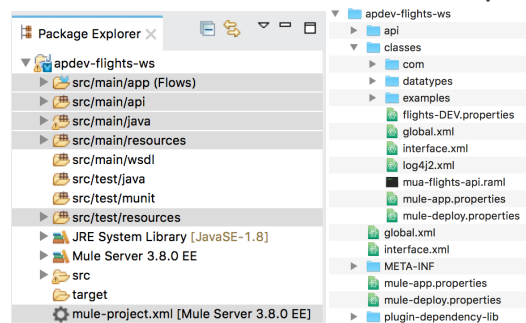 Package Explorer
apdev-flights-ws
src/main/app (Flows)
src/main/api
src/main/java
src/main/resources
src/main/wsdl
src/test/java
src/test/munit
src/test/resources
JRE System Library [JavaSE-1.8]
Mule Server 3.8.0 EE
src
target
mule-project.xml [Mule Server 3.8.0 EE]
apdev-flights-ws
api
classes
com
datatypes
examples
flights-DEV.properties
global.xml
interface.xml
log4j2.xml
mua-flights-api.raml
mule-app.properties
mule-deploy.properties
global.xml
interface.xml
META-INF
mule-app.properties
mule-deploy.properties
plugin-dependency-lib